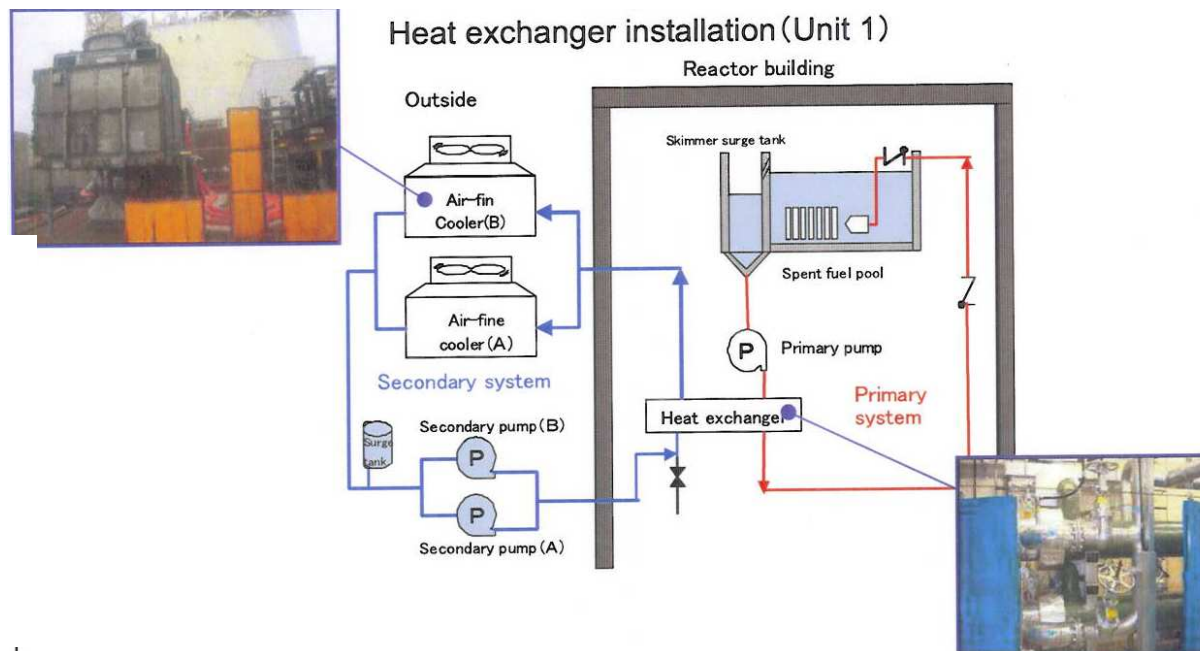 Heat exchanger installation(Unit 1)
Reactor building
Outside
Skimmer surge tank
Air-fin
Cooler(B)
Spent fuel pool
Air-fine
cooler(A)
P
Primary pump
Secondary system
Primary
system
Heat exchanger
Secondary pump(B)
Surge
tank
P
P
Secondary pump(A)